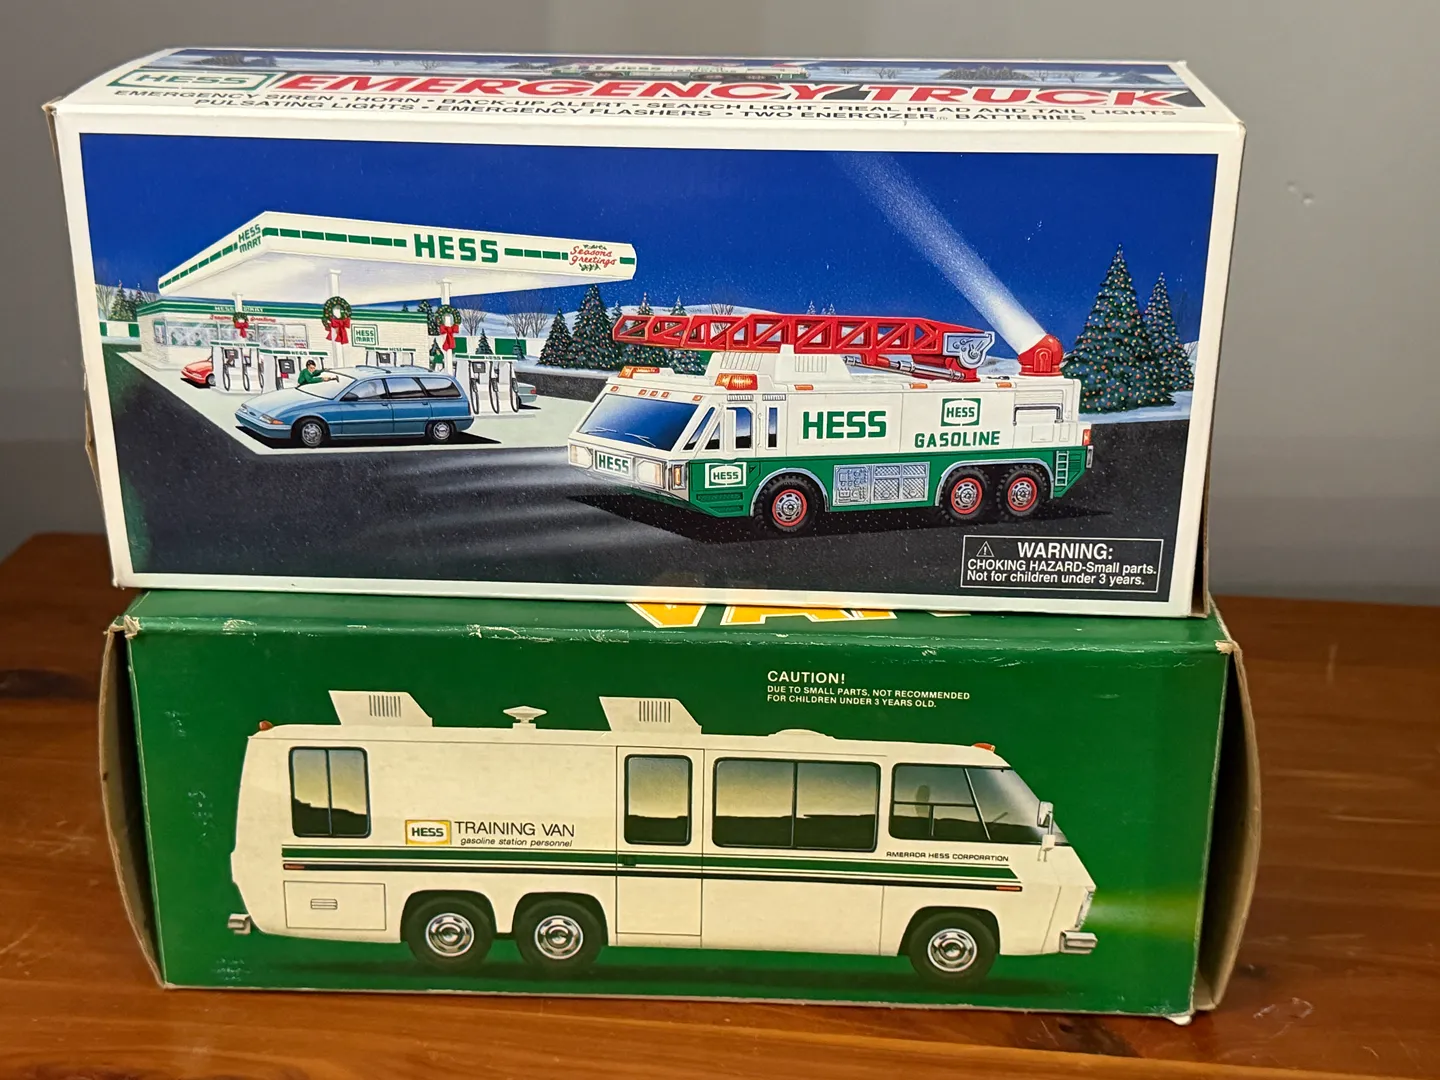 HESS EMERGENCY TRUCK
EMERGENCY SIREN • HORN • BACK-UP ALERT • SEARCH LIGHT • REAL HEAD AND TAIL LIGHTS
PULSATING LIGHTS • EMERGENCY FLASHERS • TWO ENERGIZER BATTERIES
HESS
MART
HESS
Seasons
greetings
HESS
MART
HESS
HESS
GASOLINE
HESS
HESS
WARNING:
CHOKING HAZARD-Small parts.
Not for children under 3 years.
CAUTION!
DUE TO SMALL PARTS, NOT RECOMMENDED
FOR CHILDREN UNDER 3 YEARS OLD.
HESS TRAINING VAN
gasoline station personnel
AMERADA HESS CORPORATION